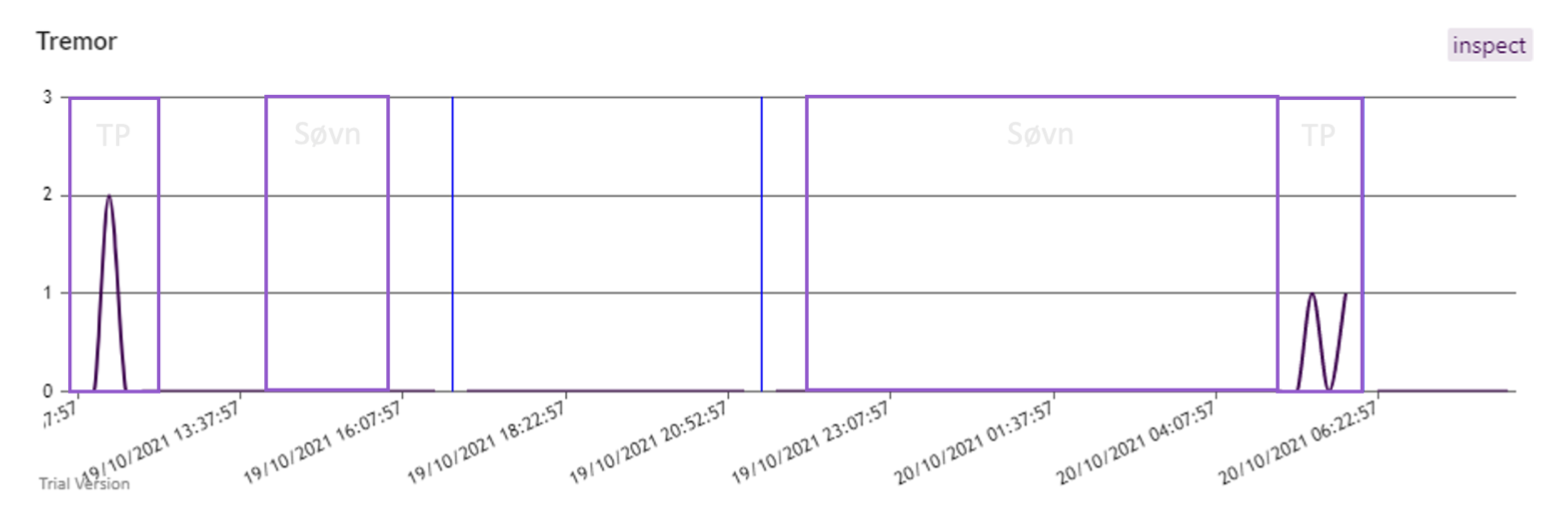 Tremor
inspect
3
TP
Søvn
Søvn
TP
2
1
0
7:57
19/10/2021 13:37:57
19/10/2021 16:07:57
19/10/2021 18:22:57
19/10/2021 20:52:57
19/10/2021 23:07:57
20/10/2021 01:37:57
20/10/2021 04:07:57
20/10/2021 06:22:57
Trial Version